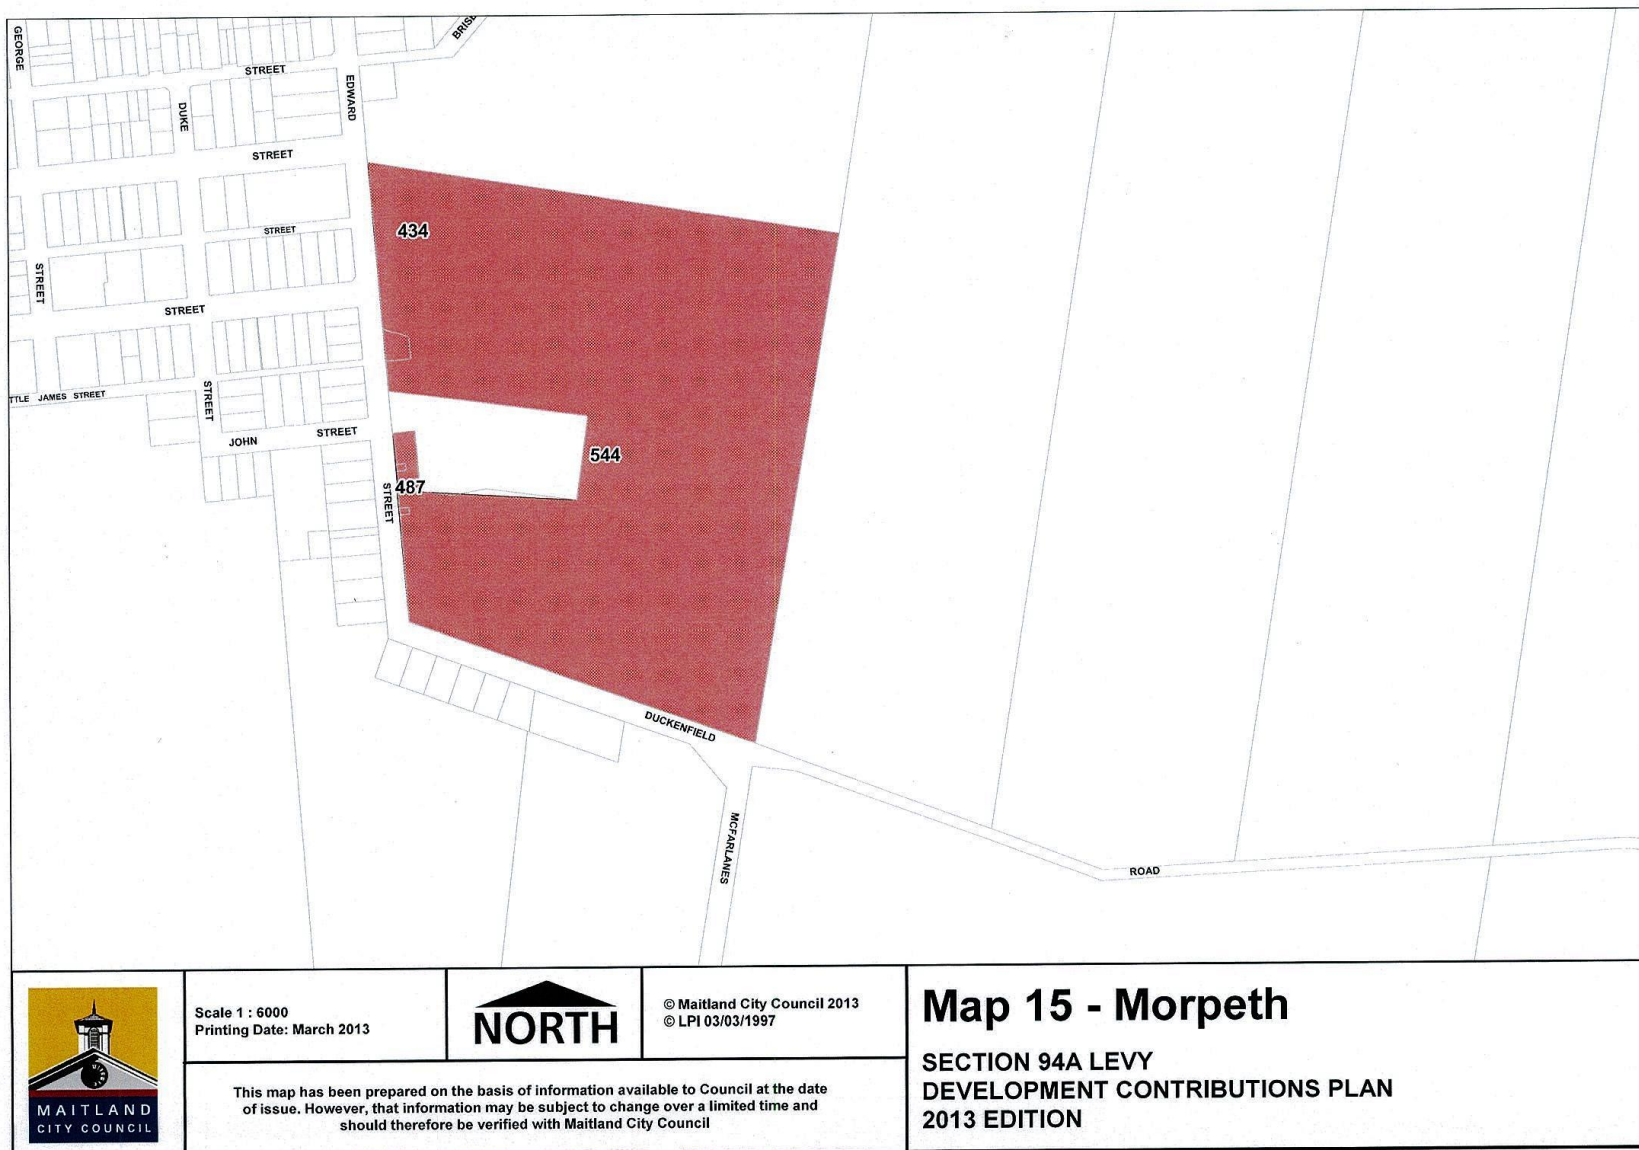 GEORGE
BRISB
STREET
EDWARD
DUKE
STREET
434
STREET
STREET
STREET
544
TTLE JAMES STREET
STREET
JOHN STREET
487
STREET
DUCKENFIELD
MCFARLANES
ROAD
MAITLAND
CITY COUNCIL
Scale 1 : 6000
Printing Date: March 2013
NORTH
© Maitland City Council 2013
© LPI 03/03/1997
This map has been prepared on the basis of information available to Council at the date
of issue. However, that information may be subject to change over a limited time and
should therefore be verified with Maitland City Council
Map 15 - Morpeth
SECTION 94A LEVY
DEVELOPMENT CONTRIBUTIONS PLAN
2013 EDITION